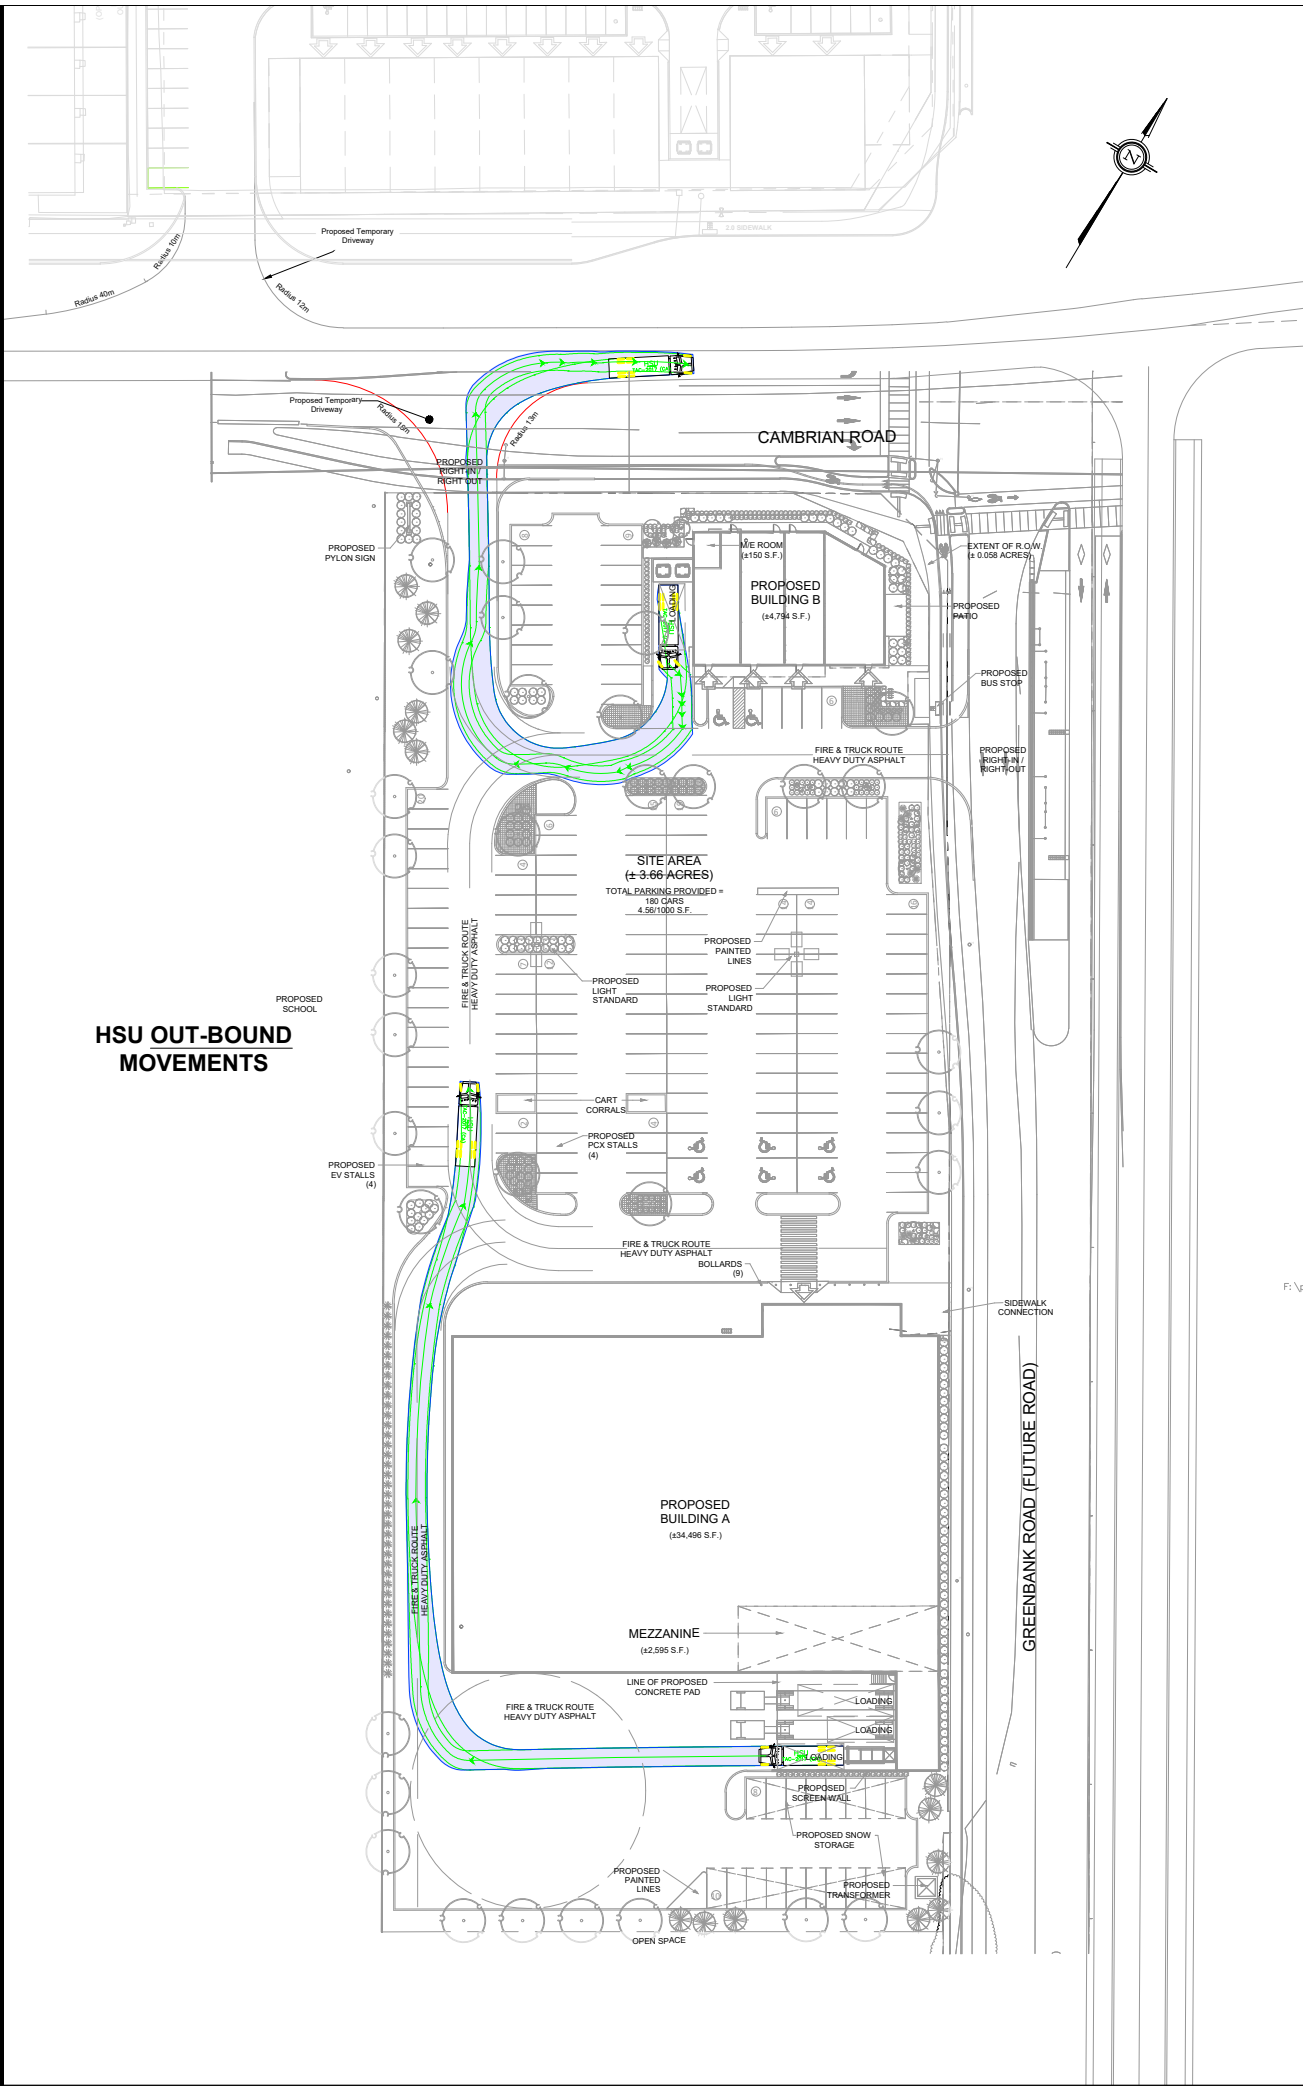 2.0 SIDEWALK
Proposed Temporary
Driveway
Radius 10m
Radius 40m
Radius 12m
N
HSU
Proposed Temporary
Driveway
Radius 15m
Radius 13m
CAMBRIAN ROAD
PROPOSED
RIGHT-IN /
RIGHT OUT
PROPOSED
PYLON SIGN
M/E ROOM
(±150 S.F.)
EXTENT OF R.O.W.
(± 0.058 ACRES)
PROPOSED
BUILDING B
(±4,794 S.F.)
LOADING
PROPOSED
PATIO
PROPOSED
BUS STOP
FIRE & TRUCK ROUTE
HEAVY DUTY ASPHALT
PROPOSED
RIGHT-IN /
RIGHT-OUT
SITE AREA
(± 3.66 ACRES)
TOTAL PARKING PROVIDED =
180 CARS
4.56/1000 S.F.
FIRE & TRUCK ROUTE
HEAVY DUTY ASPHALT
PROPOSED
PAINTED
LINES
PROPOSED
LIGHT
STANDARD
PROPOSED
LIGHT
STANDARD
PROPOSED
SCHOOL
HSU OUT-BOUND
MOVEMENTS
CART
CORRALS
PROPOSED
PCX STALLS
(4)
PROPOSED
EV STALLS
(4)
FIRE & TRUCK ROUTE
HEAVY DUTY ASPHALT
BOLLARDS
(9)
F:\p
SIDEWALK
CONNECTION
GREENBANK ROAD (FUTURE ROAD)
PROPOSED
BUILDING A
(±34,496 S.F.)
FIRE & TRUCK ROUTE
HEAVY DUTY ASPHALT
MEZZANINE
(±2,595 S.F.)
LINE OF PROPOSED
CONCRETE PAD
FIRE & TRUCK ROUTE
HEAVY DUTY ASPHALT
LOADING
LOADING
HSU
LOADING
PROPOSED
SCREEN WALL
PROPOSED SNOW
STORAGE
PROPOSED
PAINTED
LINES
PROPOSED
TRANSFORMER
OPEN SPACE